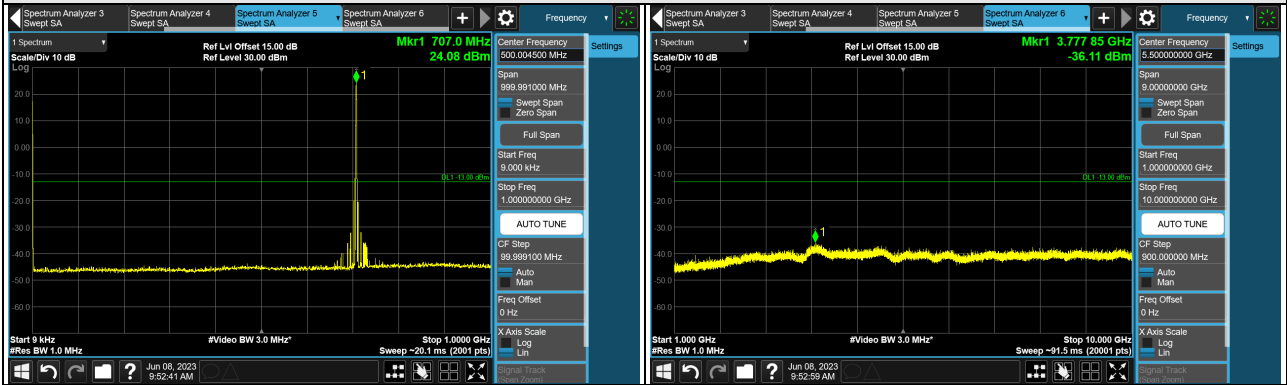 Spectrum Analyzer 3
Swept SA
Spectrum Analyzer 4
Swept SA
Spectrum Analyzer 5
Swept SA
Spectrum Analyzer 6
Swept SA
Frequency
1 Spectrum
Scale/Div 10 dB
Log
Ref Lvl Offset 15.00 dB
Ref Level 30.00 dBm
Mkr1 707.0 MHz
24.08 dBm
1
20.0
10.0
0.00
-10.0
-20.0
-30.0
-40.0
-50.0
-60.0
DL1 -13.00 dBm
Start 9 kHz
#Res BW 1.0 MHz
#Video BW 3.0 MHz*
Stop 1.0000 GHz
Sweep ~20.1 ms (2001 pts)
Center Frequency
500.004500 MHz
Span
999.991000 MHz
Swept Span
Zero Span
Full Span
Start Freq
9.000 kHz
Stop Freq
1.000000000 GHz
AUTO TUNE
CF Step
99.999100 MHz
Auto
Man
Freq Offset
0 Hz
X Axis Scale
Log
Lin
Signal Track
(Span Zoom)
Settings
?
Jun 08, 2023
9:52:41 AM
Spectrum Analyzer 3
Swept SA
Spectrum Analyzer 4
Swept SA
Spectrum Analyzer 5
Swept SA
Spectrum Analyzer 6
Swept SA
Frequency
1 Spectrum
Scale/Div 10 dB
Log
Ref Lvl Offset 15.00 dB
Ref Level 30.00 dBm
Mkr1 3.777 85 GHz
-36.11 dBm
1
20.0
10.0
0.00
-10.0
-20.0
-30.0
-40.0
-50.0
-60.0
DL1 -13.00 dBm
Start 1.000 GHz
#Res BW 1.0 MHz
#Video BW 3.0 MHz*
Stop 10.000 GHz
Sweep ~91.5 ms (20001 pts)
Center Frequency
5.500000000 GHz
Span
9.00000000 GHz
Swept Span
Zero Span
Full Span
Start Freq
1.000000000 GHz
Stop Freq
10.000000000 GHz
AUTO TUNE
CF Step
900.000000 MHz
Auto
Man
Freq Offset
0 Hz
X Axis Scale
Log
Lin
Signal Track
(Span Zoom)
Settings
?
Jun 08, 2023
9:52:59 AM